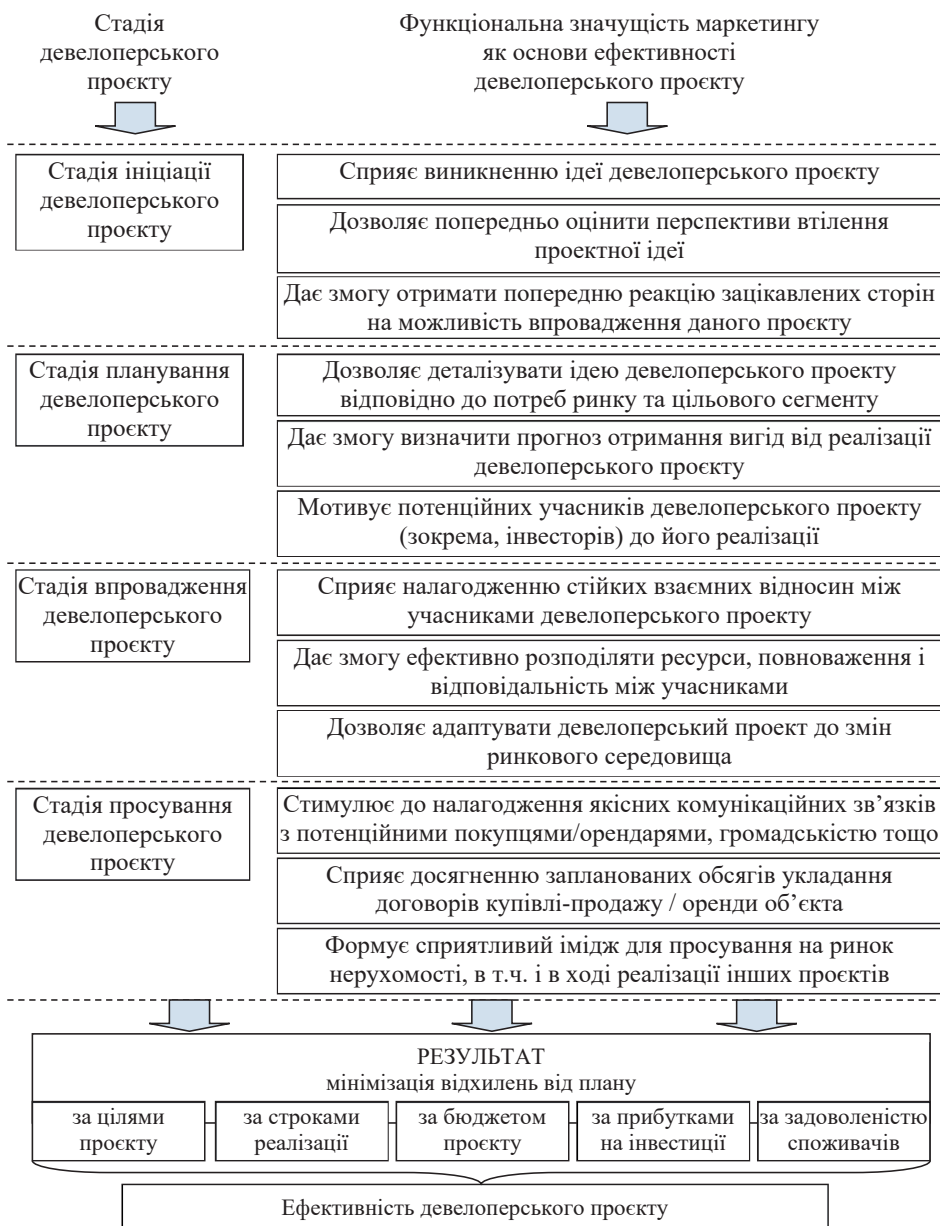 Стадія
девелоперського
проєкту
Функціональна значущість маркетингу
як основи ефективності
девелоперського проєкту
Стадія ініціації
девелоперського
проєкту
Сприяє виникненню ідеї девелоперського проєкту
Дозволяє попередньо оцінити перспективи втілення
проектної ідеї
Дає змогу отримати попередню реакцію зацікавлених сторін
на можливість впровадження даного проєкту
Стадія планування
девелоперського
проєкту
Дозволяє деталізувати ідею девелоперського проекту
відповідно до потреб ринку та цільового сегменту
Дає змогу визначити прогноз отримання вигід від реалізації
девелоперського проєкту
Мотивує потенційних учасників девелоперського проекту
(зокрема, інвесторів) до його реалізації
Стадія впровадження
девелоперського
проєкту
Сприяє налагодженню стійких взаємних відносин між
учасниками девелоперського проекту
Дає змогу ефективно розподіляти ресурси, повноваження і
відповідальність між учасниками
Дозволяє адаптувати девелоперський проект до змін
ринкового середовища
Стадія просування
девелоперського
проєкту
Стимулює до налагодження якісних комунікаційних зв’язків
з потенційними покупцями/орендарями, громадськістю тощо
Сприяє досягненню запланованих обсягів укладання
договорів купівлі-продажу / оренди об’єкта
Формує сприятливий імідж для просування на ринок
нерухомості, в т.ч. і в ході реалізації інших проєктів
РЕЗУЛЬТАТ
мінімізація відхилень від плану
за цілями
проєкту
за строками
реалізації
за бюджетом
проєкту
за прибутками
на інвестиції
за задоволеністю
споживачів
Ефективність девелоперського проєкту